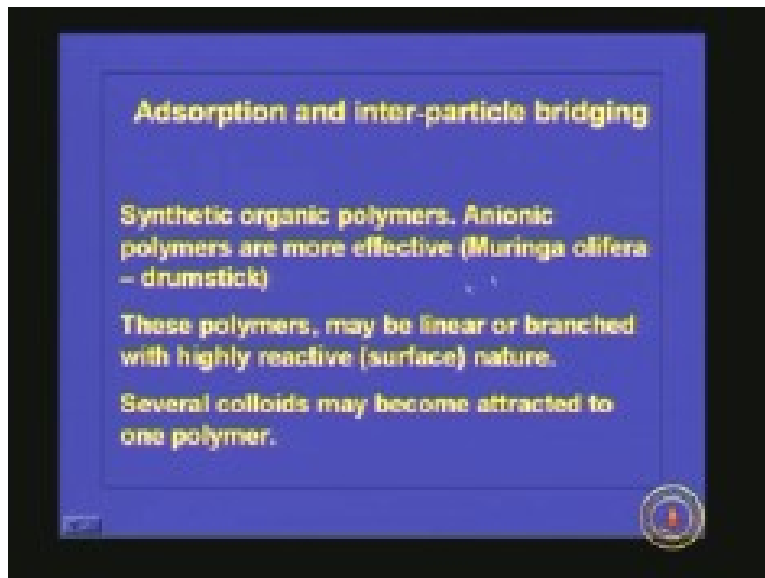 Adsorption and inter-particle bridging
Synthetic organic polymers. Anionic
polymers are more effective (Muringa olifera
– drumstick)
These polymers, may be linear or branched
with highly reactive (surface) nature.
Several colloids may become attracted to
one polymer.